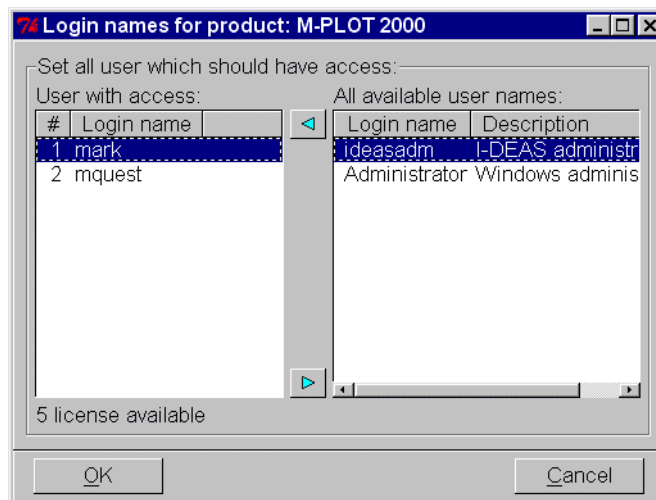 Login names for product: M-PLOT 2000
Set all user which should have access:
User with access:
# Login name
1 mark
2 mquest
5 license available
All available user names:
Login name Description
ideasadm I-DEAS administr
Administrator Windows adminis
OK Cancel